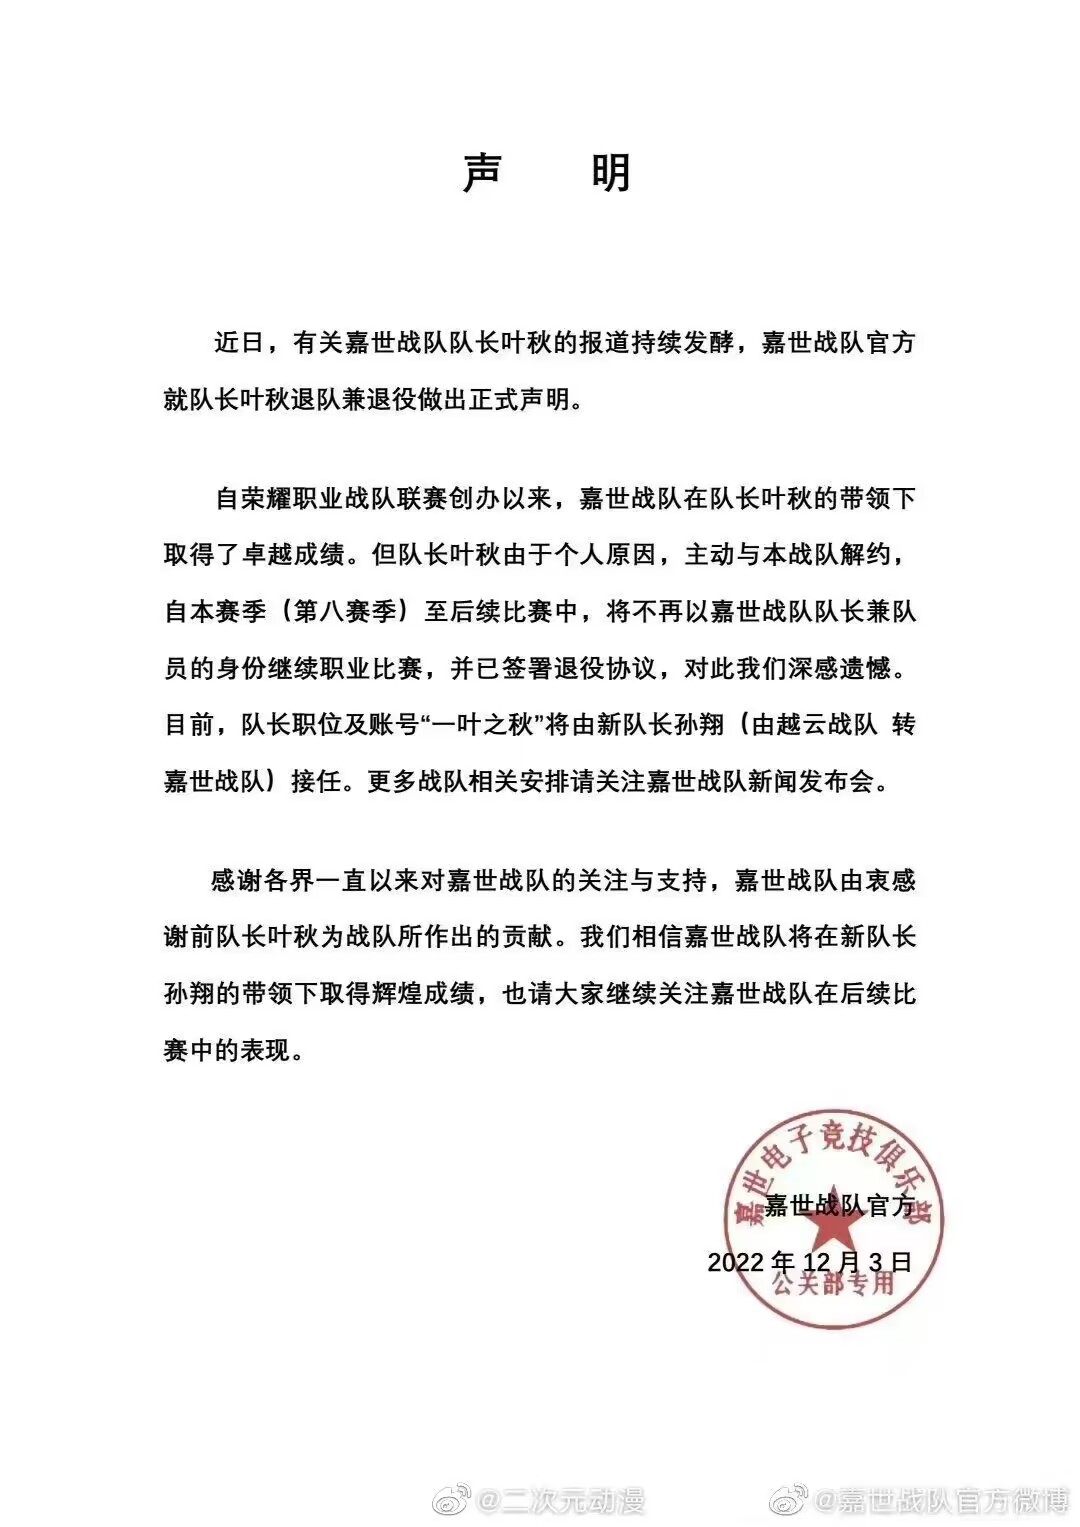 声 明
近日，有关嘉世战队队长叶秋的报道持续发酵，嘉世战队官方
就队长叶秋退队兼退役做出正式声明。
自荣耀职业战队联赛创办以来，嘉世战队在队长叶秋的带领下
取得了卓越成绩。但队长叶秋由于个人原因，主动与本战队解约，
自本赛季（第八赛季）至后续比赛中，将不再以嘉世战队队长兼队
员的身份继续职业比赛，并已签署退役协议，对此我们深感遗憾。
目前，队长职位及账号“一叶之秋”将由新队长孙翔（由越云战队 转
嘉世战队）接任。更多战队相关安排请关注嘉世战队新闻发布会。
感谢各界一直以来对嘉世战队的关注与支持，嘉世战队由衷感
谢前队长叶秋为战队所作出的贡献。我们相信嘉世战队将在新队长
孙翔的带领下取得辉煌成绩，也请大家继续关注嘉世战队在后续比
赛中的表现。
嘉世电子竞技俱乐部
嘉世战队官方
2022 年 12 月 3 日
公关部专用
@二次元动漫
@嘉世战队官方微博